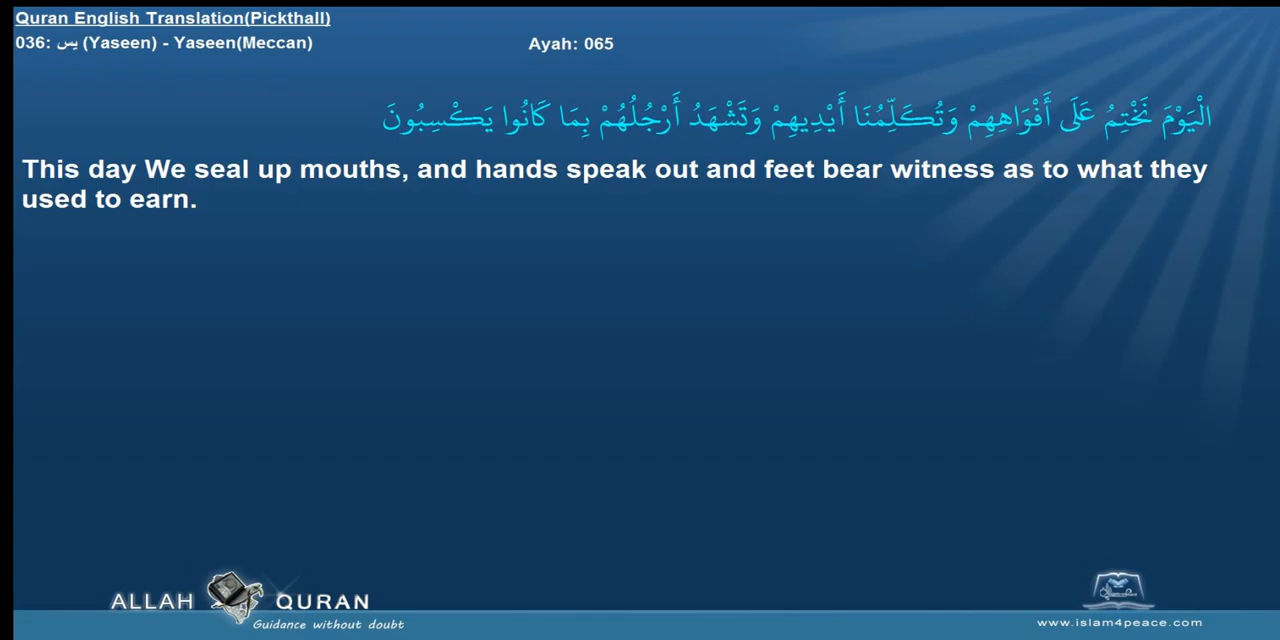 Quran English Translation(Pickthall)
036: يس (Yaseen) - Yaseen(Meccan)
Ayah: 065
الْيَوْمَ نَخْتِمُ عَلَى أَفْوَاهِهِمْ وَتُكَلِّمُنَا أَيْدِيهِمْ وَتَشْهَدُ أَرْجُلُهُمْ بِمَا كَانُوا يَكْسِبُونَ
This day We seal up mouths, and hands speak out and feet bear witness as to what they
used to earn.
ALLAH QURAN
Guidance without doubt
www.islam4peace.com